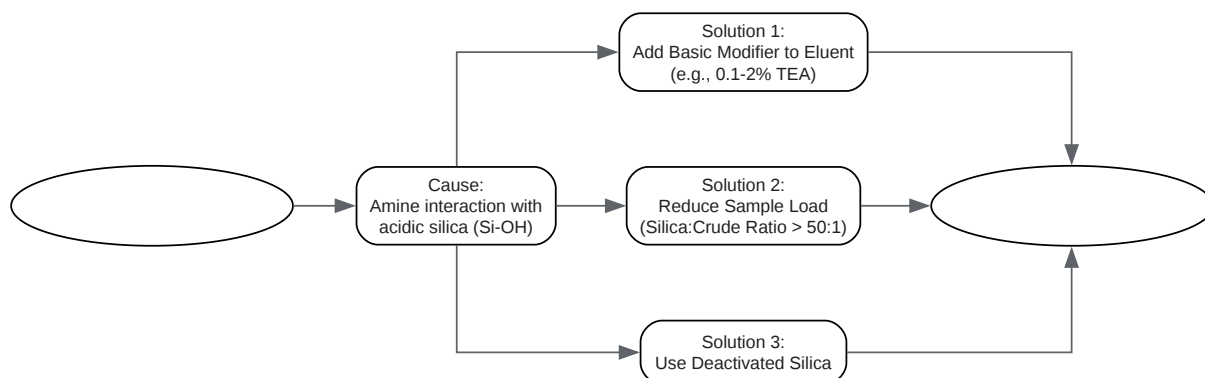 Solution 1:
Add Basic Modifier to Eluent
(e.g., 0.1-2% TEA)
Cause:
Amine interaction with
acidic silica (Si-OH)
Solution 2:
Reduce Sample Load
(Silica:Crude Ratio > 50:1)
Solution 3:
Use Deactivated Silica